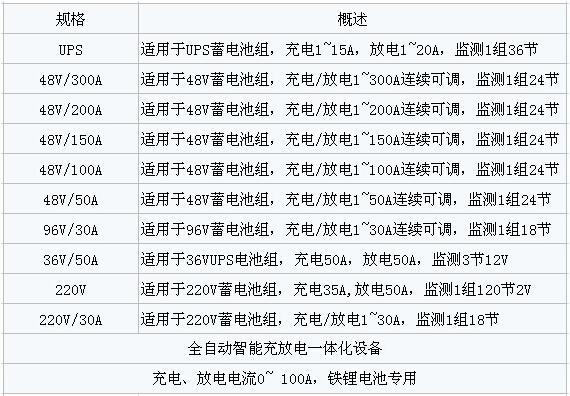 规格 概述
UPS 适用于UPS蓄电池组，充电1~15A，放电1~20A，监测1组36节
48V/300A 适用于48V蓄电池组，充电/放电1~300A连续可调，监测1组24节
48V/200A 适用于48V蓄电池组，充电/放电1~200A连续可调，监测1组24节
48V/150A 适用于48V蓄电池组，充电/放电1~150A连续可调，监测1组24节
48V/100A 适用于48V蓄电池组，充电/放电1~100A连续可调，监测1组24节
48V/50A 适用于48V蓄电池组，充电/放电1~50A连续可调，监测1组24节
96V/30A 适用于96V蓄电池组，充电/放电1~30A连续可调，监测1组18节
36V/50A 适用于36VUPS电池组，充电50A，放电50A，监测3节12V
220V 适用于220V蓄电池组，充电35A,放电50A，监测1组120节2V
220V/30A 适用于220V蓄电池组，充电/放电1~30A，监测1组18节
全自动智能充放电一体化设备
充电、放电电流0~ 100A，铁锂电池专用